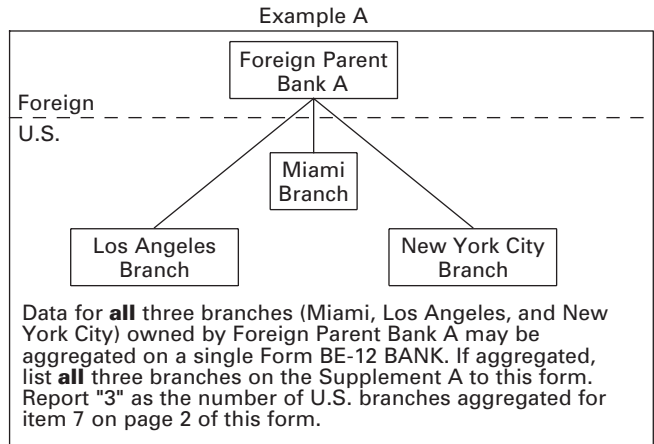 Example A
Foreign Parent
Bank A
Foreign
U.S.
Miami
Branch
Los Angeles
Branch
New York City
Branch
Data for all three branches (Miami, Los Angeles, and New
York City) owned by Foreign Parent Bank A may be
aggregated on a single Form BE-12 BANK. If aggregated,
list all three branches on the Supplement A to this form.
Report "3" as the number of U.S. branches aggregated for
item 7 on page 2 of this form.